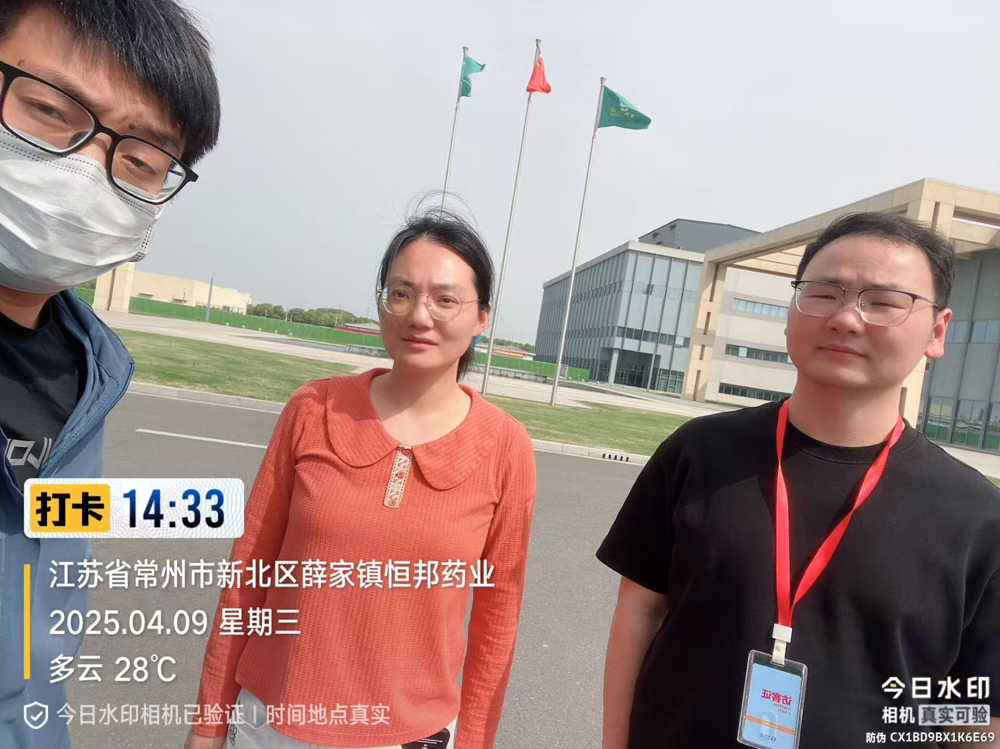 打卡 14:33
江苏省常州市新北区薛家镇恒邦药业
2025.04.09 星期三
多云 28℃
今日水印相机已验证 | 时间地点真实
访客证
VISITOR
CARD
今日水印
相机 真实可验
防伪 CX1BD9BX1K6E69